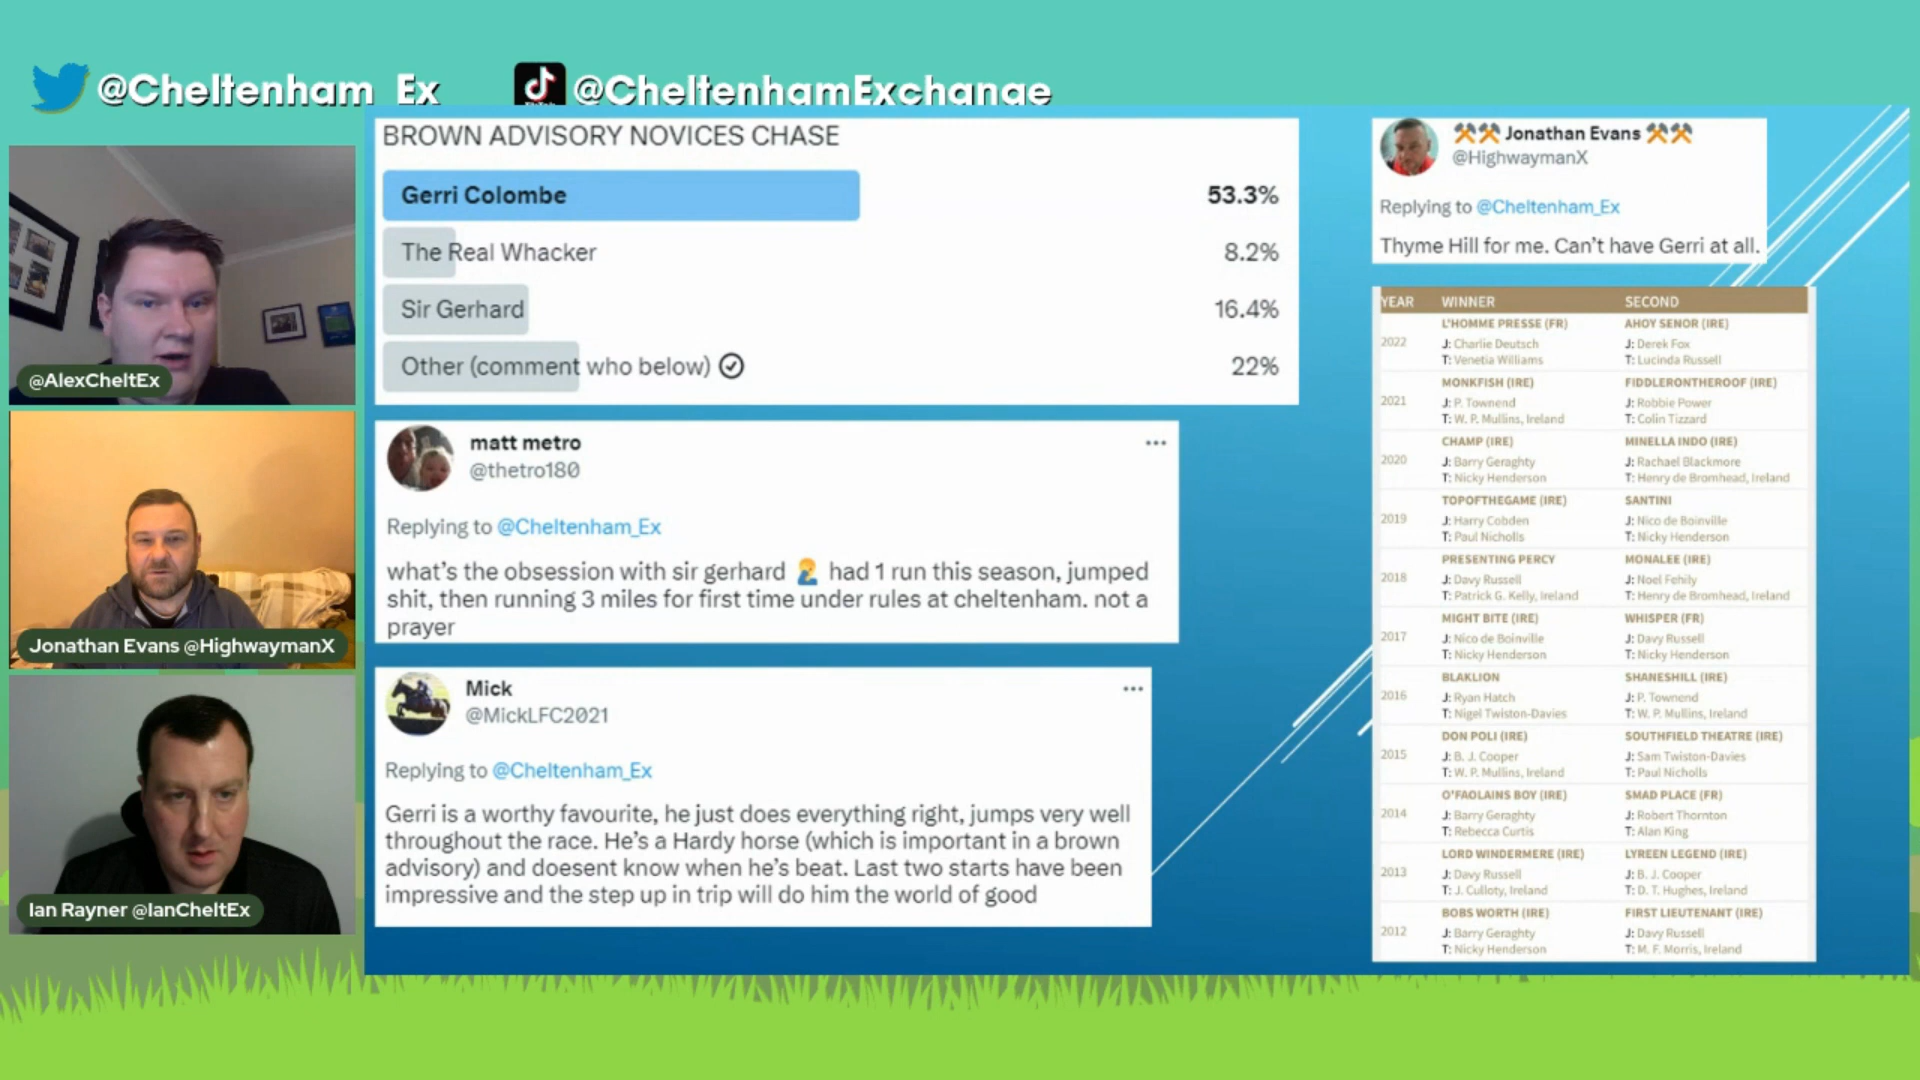 @Cheltenham_Ex
@CheltenhamExchange
@AlexCheltEx
Jonathan Evans @HighwaymanX
Ian Rayner @IanCheltEx
BROWN ADVISORY NOVICES CHASE
Gerri Colombe 53.3%
The Real Whacker 8.2%
Sir Gerhard 16.4%
Other (comment who below) 22%
matt metro
@thetro180
Replying to @Cheltenham_Ex
what's the obsession with sir gerhard 🤦 had 1 run this season, jumped
shit, then running 3 miles for first time under rules at cheltenham. not a
prayer
Mick
@MickLFC2021
Replying to @Cheltenham_Ex
Gerri is a worthy favourite, he just does everything right, jumps very well
throughout the race. He's a Hardy horse (which is important in a brown
advisory) and doesent know when he's beat. Last two starts have been
impressive and the step up in trip will do him the world of good
⚒⚒ Jonathan Evans ⚒⚒
@HighwaymanX
Replying to @Cheltenham_Ex
Thyme Hill for me. Can't have Gerri at all.
YEAR WINNER SECOND
L'HOMME PRESSE (FR) AHOY SENOR (IRE)
2022 J: Charlie Deutsch J: Derek Fox
T: Venetia Williams T: Lucinda Russell
MONKFISH (IRE) FIDDLERONTHEROOF (IRE)
2021 J: P. Townend J: Robbie Power
T: W. P. Mullins, Ireland T: Colin Tizzard
CHAMP (IRE) MINELLA INDO (IRE)
2020 J: Barry Geraghty J: Rachael Blackmore
T: Nicky Henderson T: Henry de Bromhead, Ireland
TOPOFTHEGAME (IRE) SANTINI
2019 J: Harry Cobden J: Nico de Boinville
T: Paul Nicholls T: Nicky Henderson
PRESENTING PERCY MONALEE (IRE)
2018 J: Davy Russell J: Noel Fehily
T: Patrick G. Kelly, Ireland T: Henry de Bromhead, Ireland
MIGHT BITE (IRE) WHISPER (FR)
2017 J: Nico de Boinville J: Davy Russell
T: Nicky Henderson T: Nicky Henderson
BLAKLION SHANESHILL (IRE)
2016 J: Ryan Hatch J: P. Townend
T: Nigel Twiston-Davies T: W. P. Mullins, Ireland
DON POLI (IRE) SOUTHFIELD THEATRE (IRE)
2015 J: B. J. Cooper J: Sam Twiston-Davies
T: W. P. Mullins, Ireland T: Paul Nicholls
O'FAOLAINS BOY (IRE) SMAD PLACE (FR)
2014 J: Barry Geraghty J: Robert Thornton
T: Rebecca Curtis T: Alan King
LORD WINDERMERE (IRE) LYREEN LEGEND (IRE)
2013 J: Davy Russell J: B. J. Cooper
T: J. Culloty, Ireland T: D. T. Hughes, Ireland
BOBS WORTH (IRE) FIRST LIEUTENANT (IRE)
2012 J: Barry Geraghty J: Davy Russell
T: Nicky Henderson T: M. F. Morris, Ireland